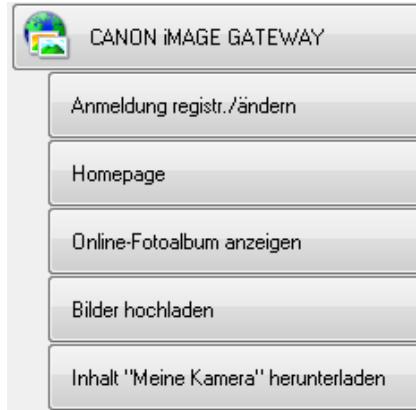 CANON iMAGE GATEWAY
Anmeldung registr./ändern
Homepage
Online-Fotoalbum anzeigen
Bilder hochladen
Inhalt "Meine Kamera" herunterladen